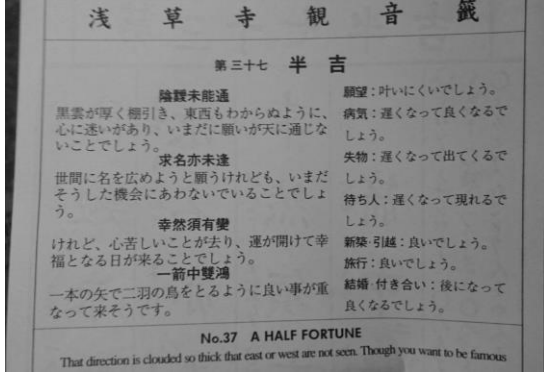 浅草寺観音籤
第三十七 半吉
陰靉未能通
黒雲が厚く棚引き、東西もわからぬように、
心に迷いがあり、いまだに願いが天に通じな
いことでしょう。
求名亦未逢
世間に名を広めようと願うけれども、いまだ
そうした機会にあわないでいることでしょ
う。
幸然須有變
けれど、心苦しいことが去り、運が開けて幸
福となる日が来ることでしょう。
一箭中雙鴻
一本の矢で二羽の鳥をとるように良い事が重
なって来そうです。
願望：叶いにくいでしょう。
病気：遅くなって良くなるで
しょう。
失物：遅くなって出てくるで
しょう。
待ち人：遅くなって現れるで
しょう。
新築・引越：良いでしょう。
旅行：良いでしょう。
結婚・付き合い：後になって
良くなるでしょう。
No.37 A HALF FORTUNE
That direction is clouded so thick that east or west are not seen. Though you want to be famous